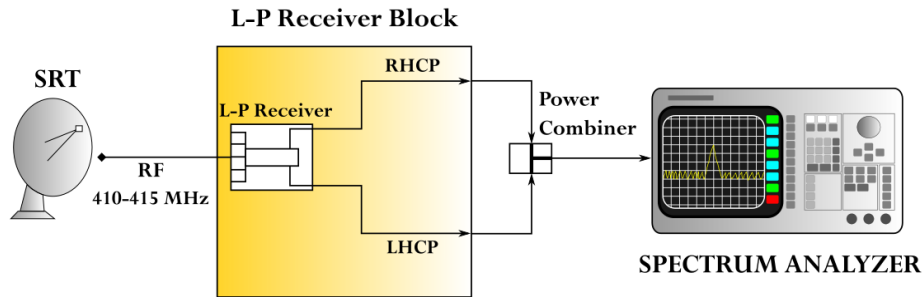 L-P Receiver Block
SRT
RHCP
L-P Receiver
Power
Combiner
RF
410-415 MHz
LHCP
SPECTRUM ANALYZER